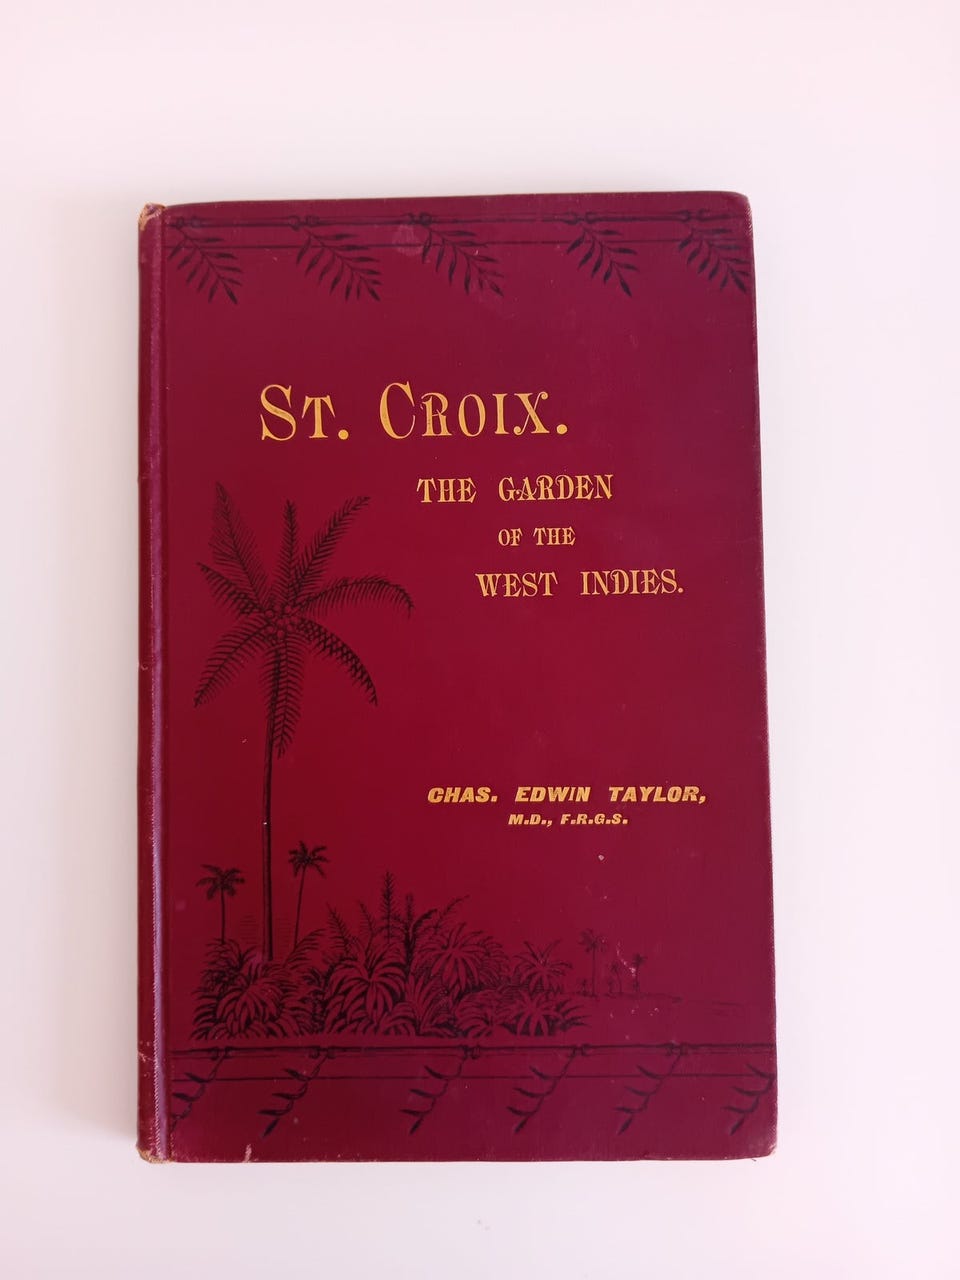 St. Croix.
THE GARDEN
OF THE
WEST INDIES.
CHAS. EDWIN TAYLOR,
M.D., F.R.G.S.